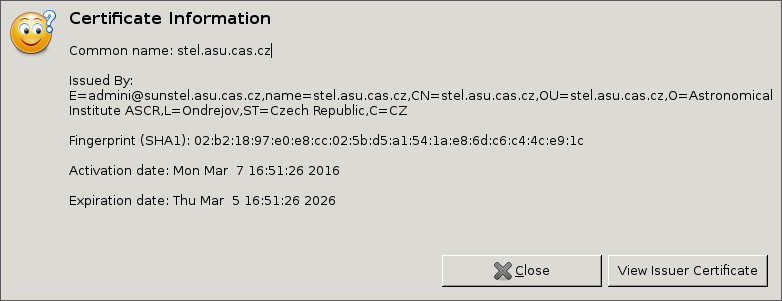 Certificate Information
Common name: stel.asu.cas.cz
Issued By:
E=admini@sunstel.asu.cas.cz,name=stel.asu.cas.cz,CN=stel.asu.cas.cz,OU=stel.asu.cas.cz,O=Astronomical
Institute ASCR,L=Ondrejov,ST=Czech Republic,C=CZ
Fingerprint (SHA1): 02:b2:18:97:e0:e8:cc:02:5b:d5:a1:54:1a:e8:6d:c6:c4:4c:e9:1c
Activation date: Mon Mar  7 16:51:26 2016
Expiration date: Thu Mar  5 16:51:26 2026
Close
View Issuer Certificate